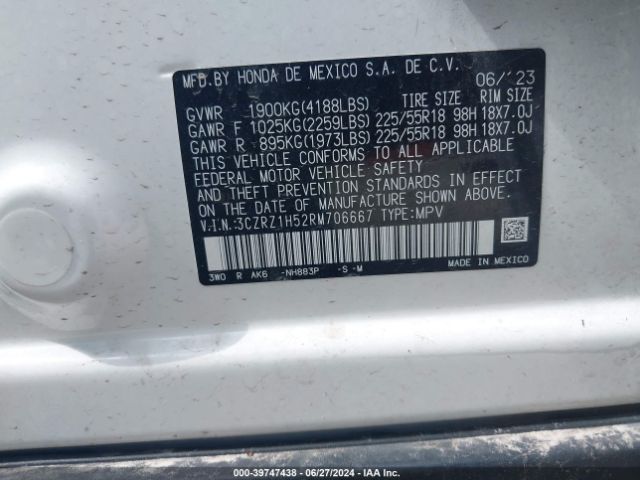 MFD.BY HONDA DE MEXICO S.A. DE C.V.
06/'23
TIRE SIZE RIM SIZE
GVWR 1900KG(4188LBS)
GAWR F 1025KG(2259LBS) 225/55R18 98H 18X7.0J
GAWR R 895KG(1973LBS) 225/55R18 98H 18X7.0J
THIS VEHICLE CONFORMS TO ALL APPLICABLE
FEDERAL MOTOR VEHICLE SAFETY
AND THEFT PREVENTION STANDARDS IN EFFECT
ON THE DATE OF MANUFACTURE SHOWN ABOVE.
V.I.N.:3CZRZ1H52RM706667 TYPE:MPV
3W0 R AK6 -NH883P -S -M
MADE IN MEXICO
000-39747438 - 06/27/2024 - IAA Inc.